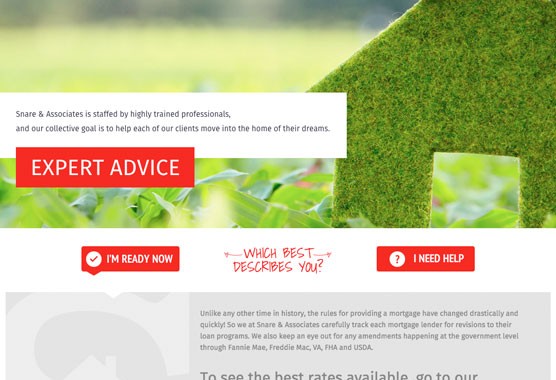 Snare & Associates is staffed by highly trained professionals,
and our collective goal is to help each of our clients move into the home of their dreams.
EXPERT ADVICE
I'M READY NOW
WHICH BEST
DESCRIBES YOU?
? I NEED HELP
Unlike any other time in history, the rules for providing a mortgage have changed drastically and
quickly! So we at Snare & Associates carefully track each mortgage lender for revisions to their
loan programs. We also keep an eye out for any amendments happening at the government level
through Fannie Mae, Freddie Mac, VA, FHA and USDA.
To see the best rates available, go to our